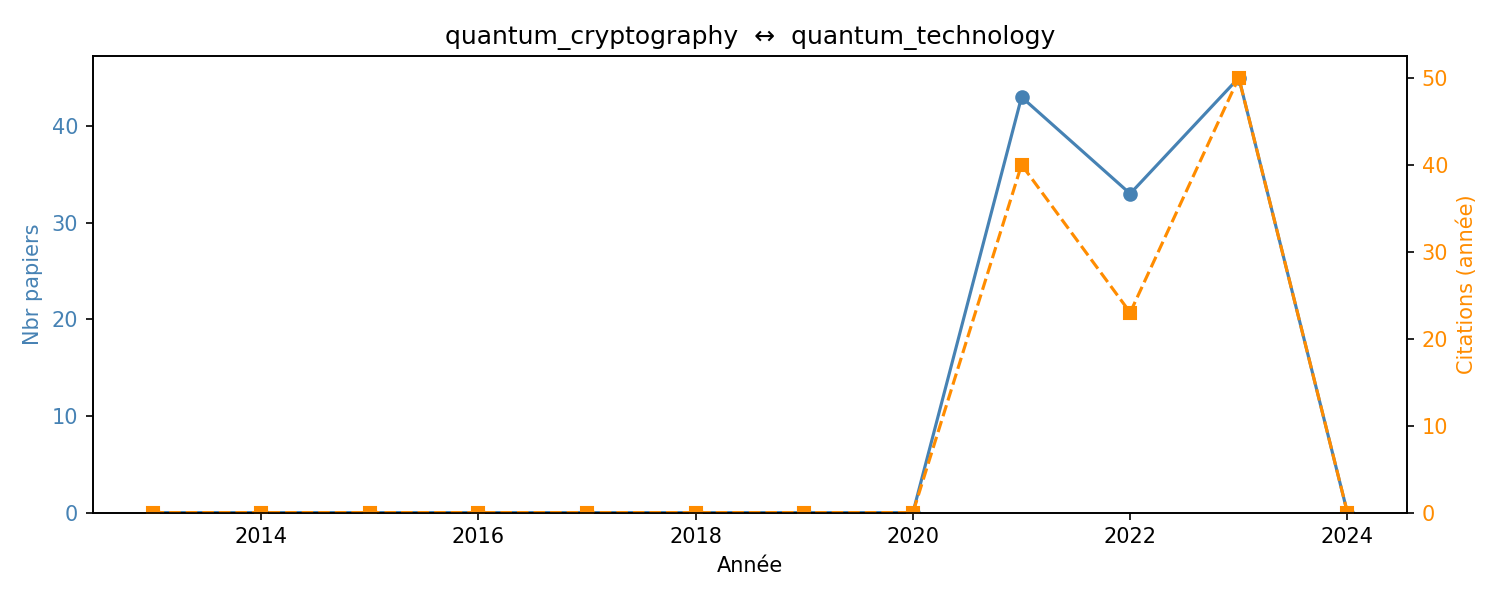 quantum_cryptography ↔ quantum_technology
Nbr papiers
40
30
20
10
0
50
40
30
20
10
0
Citations (année)
2014 2016 2018 2020 2022 2024
Année